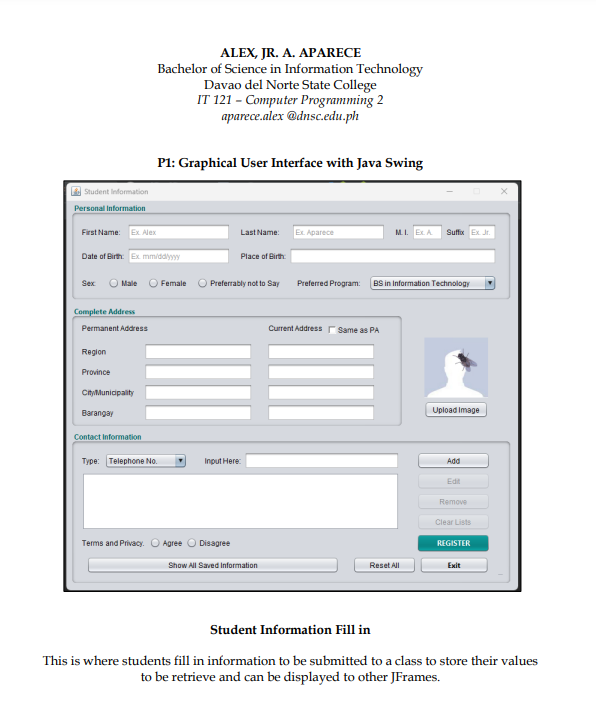 ALEX, JR. A. APARECE
Bachelor of Science in Information Technology
Davao del Norte State College
IT 121 – Computer Programming 2
aparece.alex @dnsc.edu.ph
P1: Graphical User Interface with Java Swing
Student Information
Personal Information
First Name: Ex. Alex Last Name: Ex. Aparece M. I. Ex. A Suffix Ex. Jr.
Date of Birth: Ex. mm/dd/yyyy Place of Birth:
Sex: Male Female Preferrably not to Say Preferred Program: BS in Information Technology
Complete Address
Permanent Address Current Address Same as PA
Region
Province
City/Municipality
Barangay
Upload Image
Contact Information
Type: Telephone No. Input Here: Add
Edit
Remove
Clear Lists
Terms and Privacy. Agree Disagree REGISTER
Show All Saved Information Reset All Exit
Student Information Fill in
This is where students fill in information to be submitted to a class to store their values
to be retrieve and can be displayed to other JFrames.